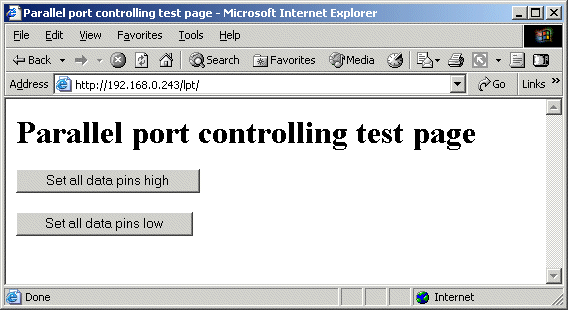 Parallel port controlling test page - Microsoft Internet Explorer
File Edit View Favorites Tools Help
Back Search Favorites Media
Address http://192.168.0.243/lpt/ Go Links »
Parallel port controlling test page
Set all data pins high
Set all data pins low
Done Internet